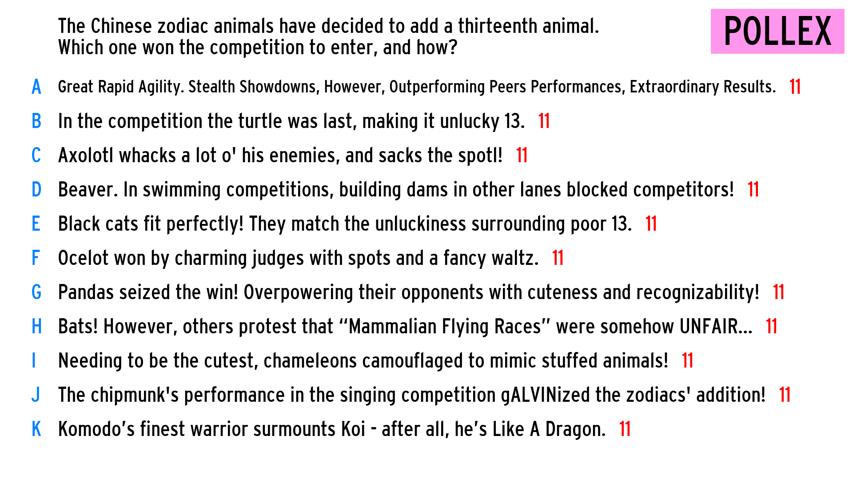 The Chinese zodiac animals have decided to add a thirteenth animal.
Which one won the competition to enter, and how?
POLLEX
A Great Rapid Agility. Stealth Showdowns, However, Outperforming Peers Performances, Extraordinary Results. 11
B In the competition the turtle was last, making it unlucky 13. 11
C Axolotl whacks a lot o' his enemies, and sacks the spotl! 11
D Beaver. In swimming competitions, building dams in other lanes blocked competitors! 11
E Black cats fit perfectly! They match the unluckiness surrounding poor 13. 11
F Ocelot won by charming judges with spots and a fancy waltz. 11
G Pandas seized the win! Overpowering their opponents with cuteness and recognizability! 11
H Bats! However, others protest that “Mammalian Flying Races” were somehow UNFAIR... 11
I Needing to be the cutest, chameleons camouflaged to mimic stuffed animals! 11
J The chipmunk's performance in the singing competition gALVINized the zodiacs' addition! 11
K Komodo’s finest warrior surmounts Koi - after all, he’s Like A Dragon. 11